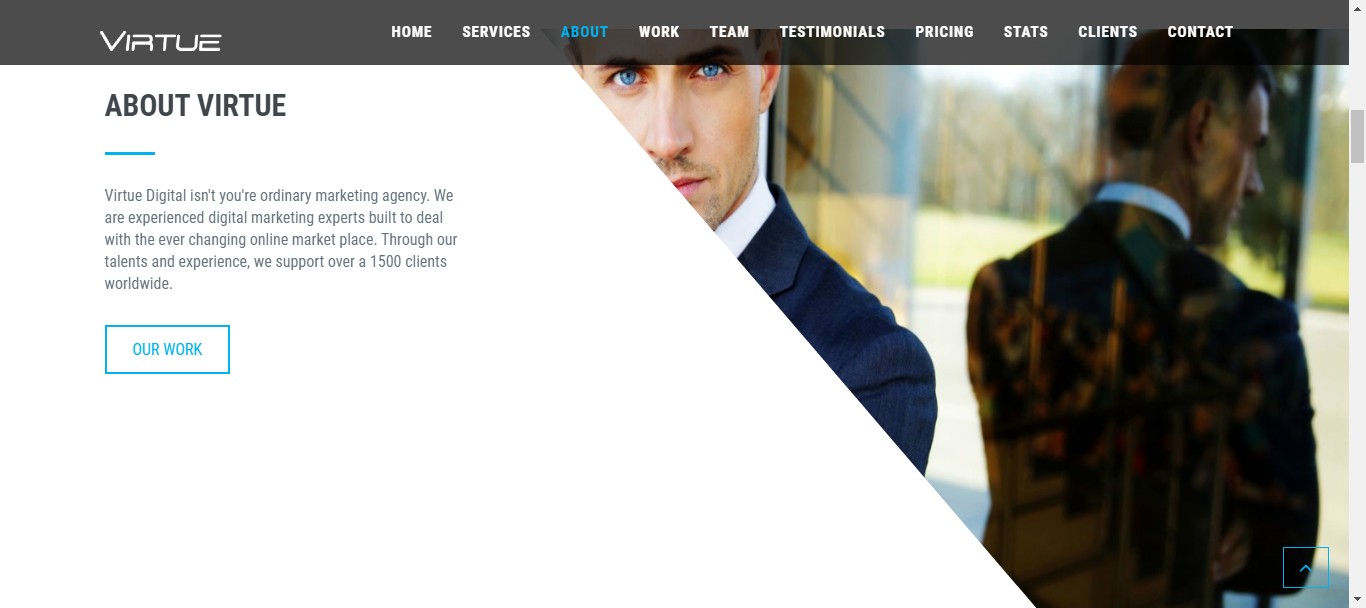 VIRTUE
HOME SERVICES ABOUT WORK TEAM TESTIMONIALS PRICING STATS CLIENTS CONTACT
ABOUT VIRTUE
Virtue Digital isn't you're ordinary marketing agency. We
are experienced digital marketing experts built to deal
with the ever changing online market place. Through our
talents and experience, we support over a 1500 clients
worldwide.
OUR WORK